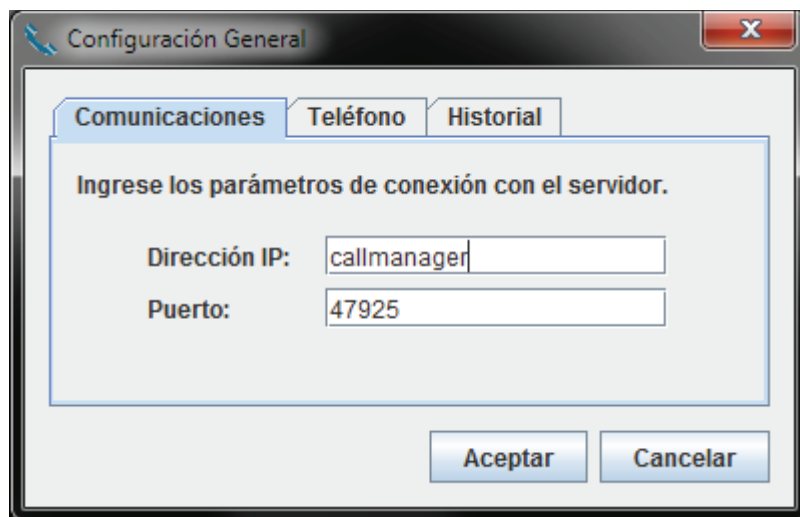 Configuración General
Comunicaciones Teléfono Historial
Ingrese los parámetros de conexión con el servidor.
Dirección IP: callmanager
Puerto: 47925
Aceptar Cancelar